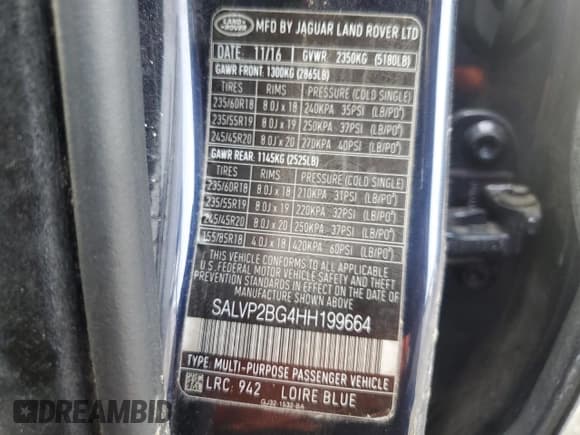 LAND ROVER
MFD BY JAGUAR LAND ROVER LTD
DATE: 11/16 GVWR 2350KG (5180LB)
GAWR FRONT: 1300KG (2865LB)
TIRES RIMS PRESSURE (COLD SINGLE)
235/60R18 8.0J x 18 240KPA 35PSI (LB/PO²)
235/55R19 8.0J x 19 250KPA 37PSI (LB/PO²)
245/45R20 8.0J x 20 270KPA 40PSI (LB/PO²)
GAWR REAR: 1145KG (2525LB)
TIRES RIMS PRESSURE (COLD SINGLE)
235/60R18 8.0J x 18 210KPA 31PSI (LB/PO²)
235/55R19 8.0J x 19 220KPA 32PSI (LB/PO²)
245/45R20 8.0J x 20 250KPA 37PSI (LB/PO²)
155/85R18 4.0J x 18 420KPA 60PSI (LB/PO²)
THIS VEHICLE CONFORMS TO ALL APPLICABLE
U.S. FEDERAL MOTOR VEHICLE SAFETY AND THEFT
PREVENTION STANDARDS IN EFFECT ON THE DATE OF
MANUFACTURE SHOWN ABOVE.
SALVP2BG4HH199664
TYPE: MULTI-PURPOSE PASSENGER VEHICLE
LRC: 942 LOIRE BLUE
GJ32-1532-BA
DREAMBID